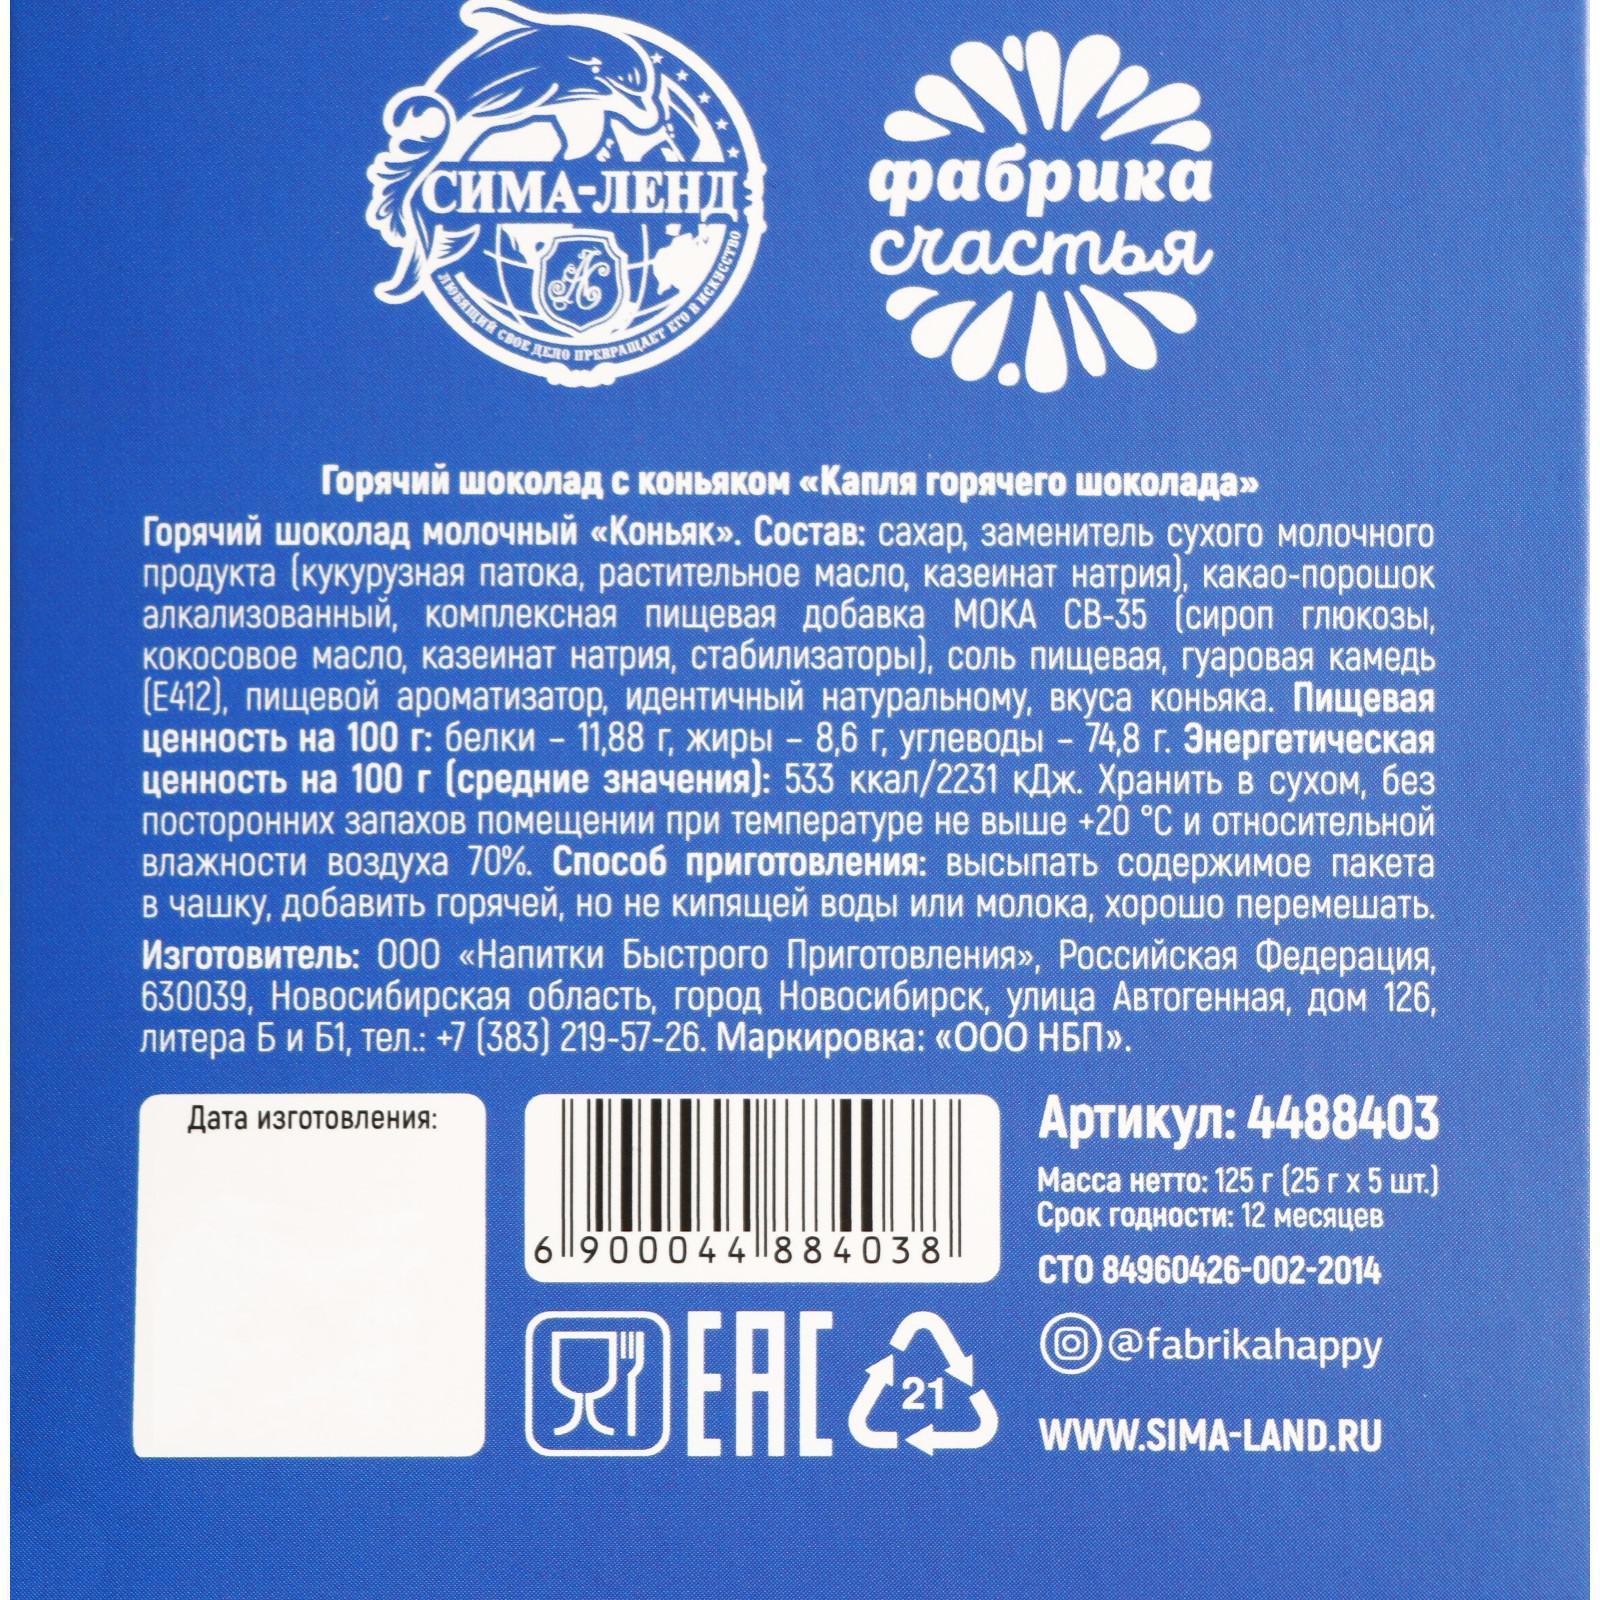 СИМА-ЛЕНД
ЛЮБЯЩИЙ СВОЕ ДЕЛО ПРЕВРАЩАЕТ ЕГО В ИСКУССТВО
фабрика
счастья
Горячий шоколад с коньяком «Капля горячего шоколада»
Горячий шоколад молочный «Коньяк». Состав: сахар, заменитель сухого молочного
продукта (кукурузная патока, растительное масло, казеинат натрия), какао-порошок
алкализованный, комплексная пищевая добавка МОКА СВ-35 (сироп глюкозы,
кокосовое масло, казеинат натрия, стабилизаторы), соль пищевая, гуаровая камедь
(Е412), пищевой ароматизатор, идентичный натуральному, вкуса коньяка. Пищевая
ценность на 100 г: белки – 11,88 г, жиры – 8,6 г, углеводы – 74,8 г. Энергетическая
ценность на 100 г (средние значения): 533 ккал/2231 кДж. Хранить в сухом, без
посторонних запахов помещении при температуре не выше +20 °С и относительной
влажности воздуха 70%. Способ приготовления: высыпать содержимое пакета
в чашку, добавить горячей, но не кипящей воды или молока, хорошо перемешать.
Изготовитель: ООО «Напитки Быстрого Приготовления», Российская Федерация,
630039, Новосибирская область, город Новосибирск, улица Автогенная, дом 126,
литера Б и Б1, тел.: +7 (383) 219-57-26. Маркировка: «ООО НБП».
Дата изготовления:
6 900044 884038
Артикул: 4488403
Масса нетто: 125 г (25 г х 5 шт.)
Срок годности: 12 месяцев
СТО 84960426-002-2014
@fabrikahappy
WWW.SIMA-LAND.RU
EAC
21